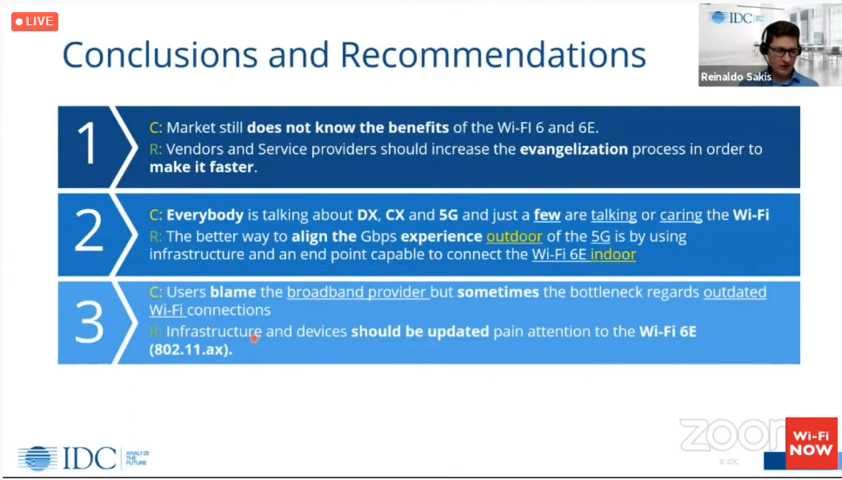 LIVE
IDC
Reinaldo Sakis
Conclusions and Recommendations
1
C: Market still does not know the benefits of the Wi-FI 6 and 6E.
R: Vendors and Service providers should increase the evangelization process in order to
make it faster.
2
C: Everybody is talking about DX, CX and 5G and just a few are talking or caring the Wi-Fi
R: The better way to align the Gbps experience outdoor of the 5G is by using
infrastructure and an end point capable to connect the Wi-Fi 6E indoor
3
C: Users blame the broadband provider but sometimes the bottleneck regards outdated
Wi-Fi connections
R: Infrastructure and devices should be updated pain attention to the Wi-Fi 6E
(802.11.ax).
IDC
ANALYZE
THE
FUTURE
zoom
© IDC
Wi-Fi
NOW